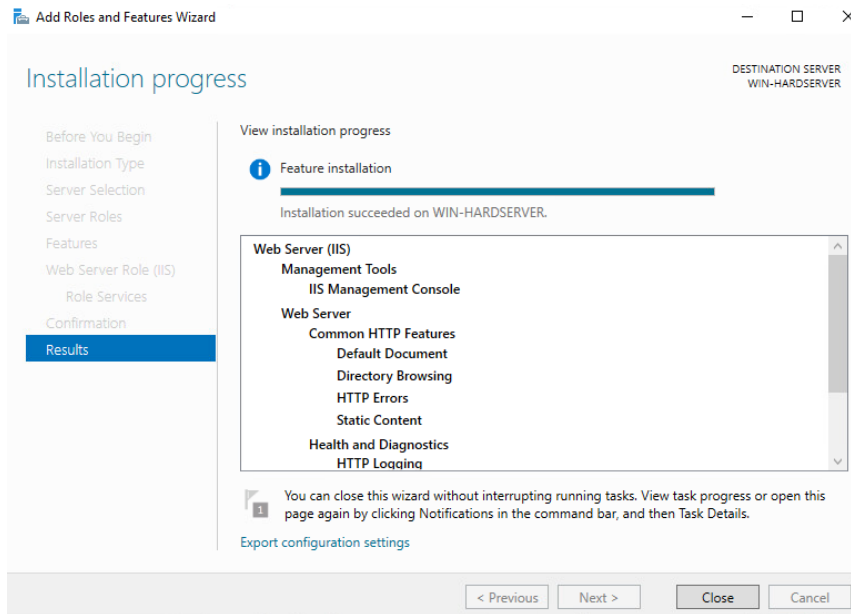 Add Roles and Features Wizard
Installation progress
DESTINATION SERVER
WIN-HARDSERVER
Before You Begin
Installation Type
Server Selection
Server Roles
Features
Web Server Role (IIS)
Role Services
Confirmation
Results
View installation progress
Feature installation
Installation succeeded on WIN-HARDSERVER.
Web Server (IIS)
Management Tools
IIS Management Console
Web Server
Common HTTP Features
Default Document
Directory Browsing
HTTP Errors
Static Content
Health and Diagnostics
HTTP Logging
1
You can close this wizard without interrupting running tasks. View task progress or open this
page again by clicking Notifications in the command bar, and then Task Details.
Export configuration settings
< Previous
Next >
Close
Cancel